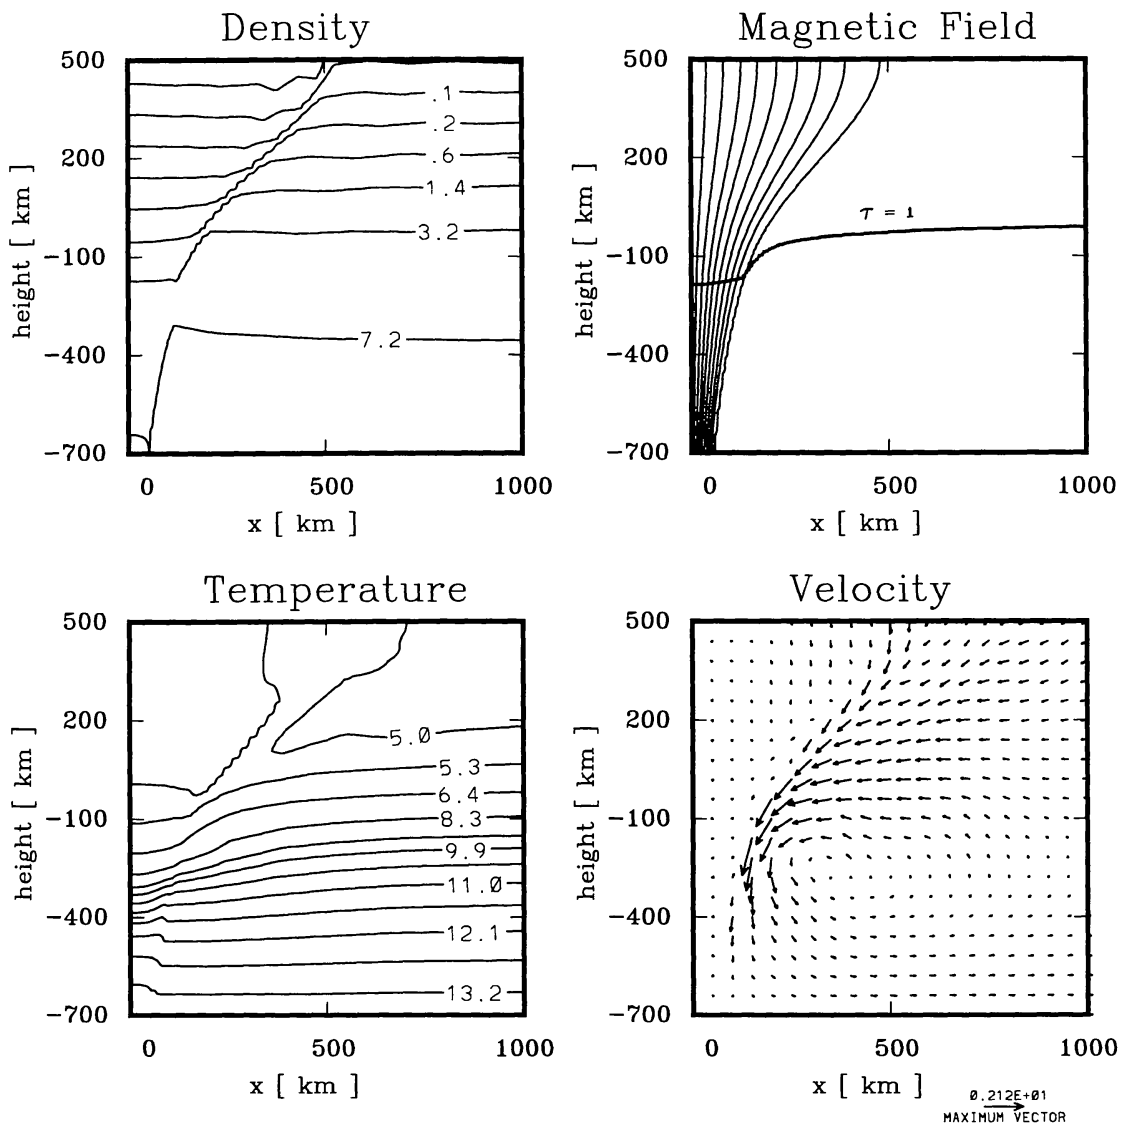 Density
500
200
−100
−400
−700
height [ km ]
.1
.2
.6
1.4
3.2
7.2
0 500 1000
x [ km ]
Magnetic Field
500
200
−100
−400
−700
height [ km ]
τ = 1
0 500 1000
x [ km ]
Temperature
500
200
−100
−400
−700
height [ km ]
5.0
5.3
6.4
8.3
9.9
11.0
12.1
13.2
0 500 1000
x [ km ]
Velocity
500
200
−100
−400
−700
height [ km ]
0 500 1000
x [ km ]
0.212E+01
MAXIMUM VECTOR